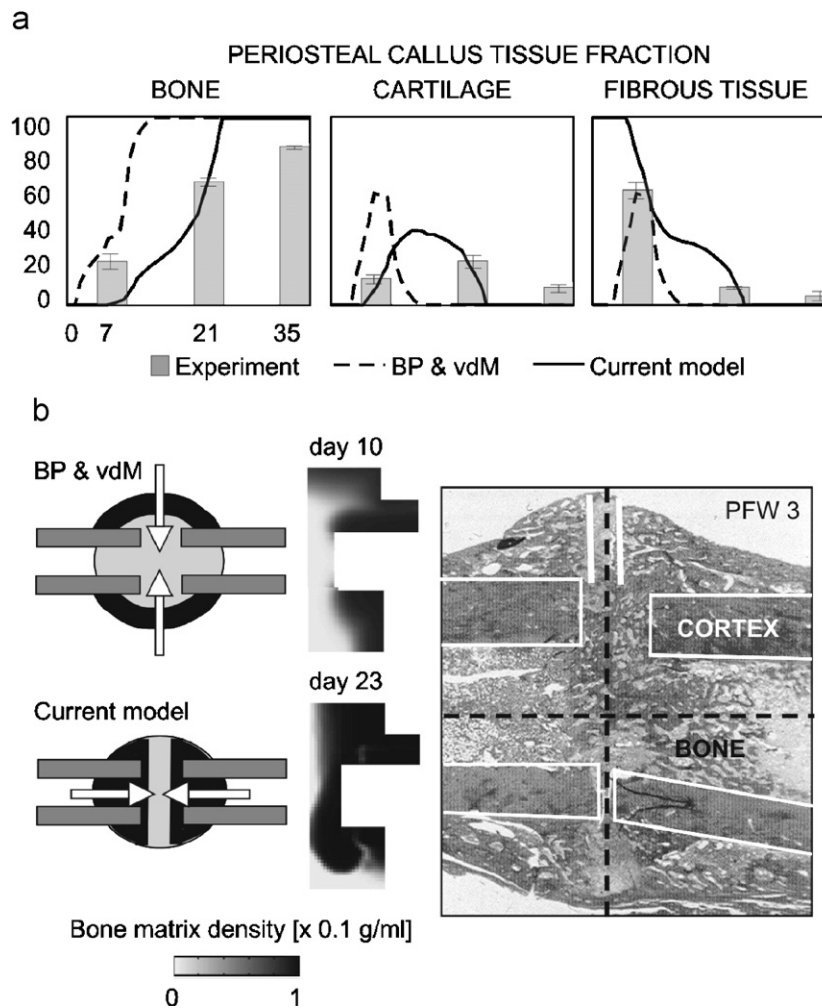 a
PERIOSTEAL CALLUS TISSUE FRACTION
BONE CARTILAGE FIBROUS TISSUE
100
80
60
40
20
0
0 7 21 35
Experiment BP & vdM Current model
b
BP & vdM
day 10
PFW 3
CORTEX
Current model
day 23
BONE
Bone matrix density [x 0.1 g/ml]
0 1